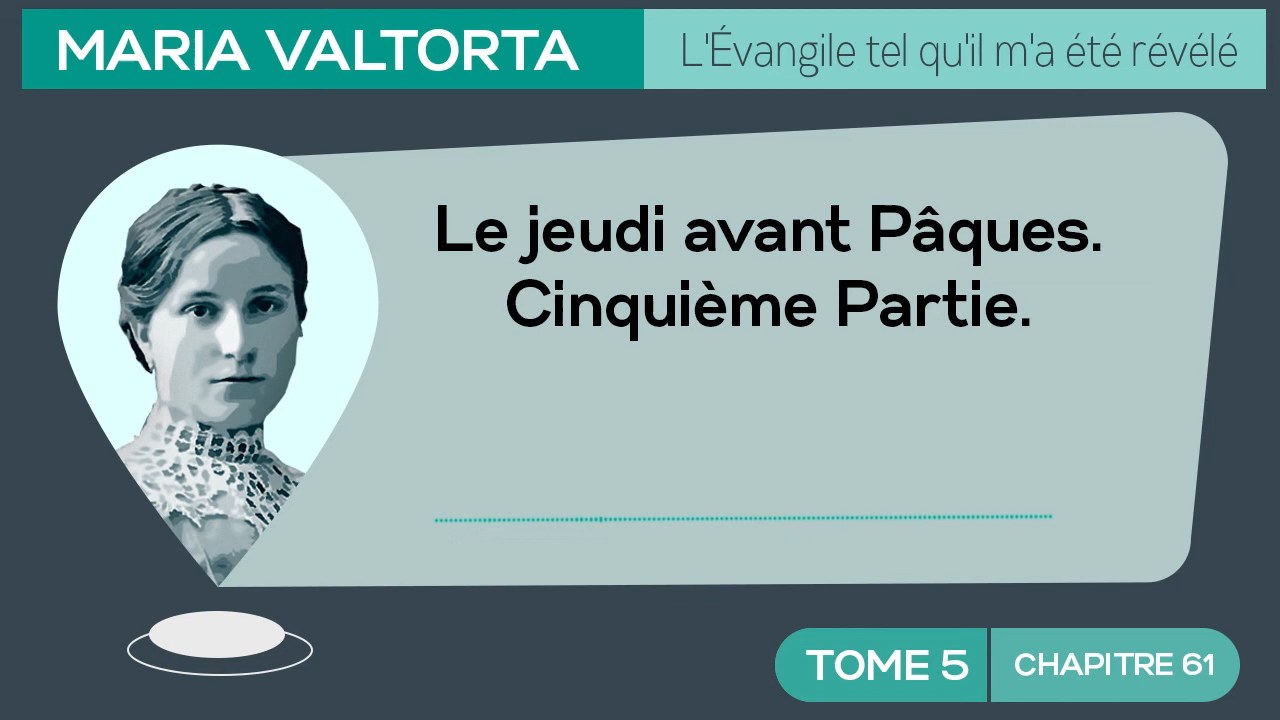 MARIA VALTORTA
L'Évangile tel qu'il m'a été révélé
Le jeudi avant Pâques.
Cinquième Partie.
TOME 5
CHAPITRE 61